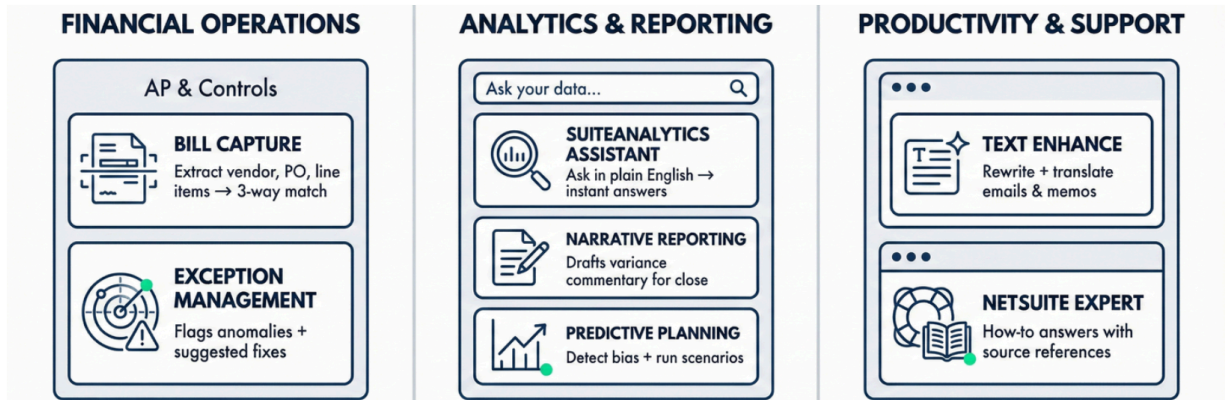 FINANCIAL OPERATIONS
AP & Controls
BILL CAPTURE
Extract vendor, PO, line
items → 3-way match
EXCEPTION
MANAGEMENT
Flags anomalies +
suggested fixes
ANALYTICS & REPORTING
Ask your data...
SUITEANALYTICS
ASSISTANT
Ask in plain English →
instant answers
NARRATIVE REPORTING
Drafts variance
commentary for close
PREDICTIVE PLANNING
Detect bias + run scenarios
PRODUCTIVITY & SUPPORT
T
TEXT ENHANCE
Rewrite + translate
emails & memos
NETSUITE EXPERT
How-to answers with
source references